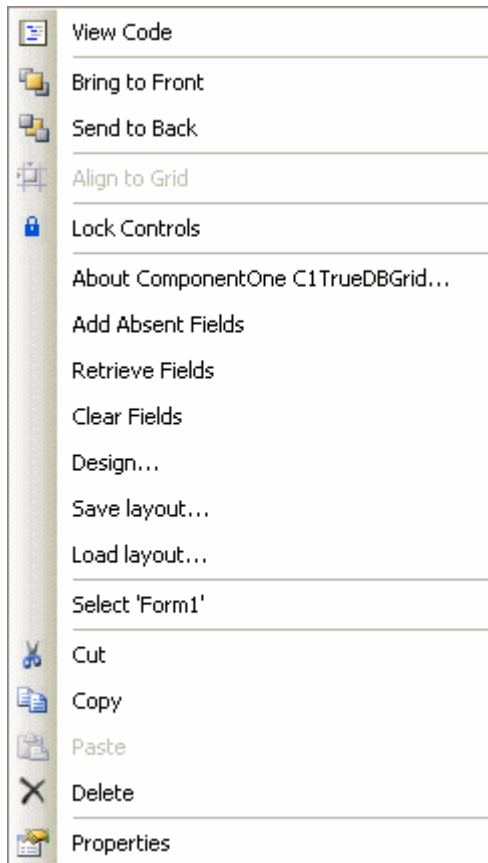 View Code
Bring to Front
Send to Back
Align to Grid
Lock Controls
About ComponentOne C1TrueDBGrid...
Add Absent Fields
Retrieve Fields
Clear Fields
Design...
Save layout...
Load layout...
Select 'Form1'
Cut
Copy
Paste
Delete
Properties